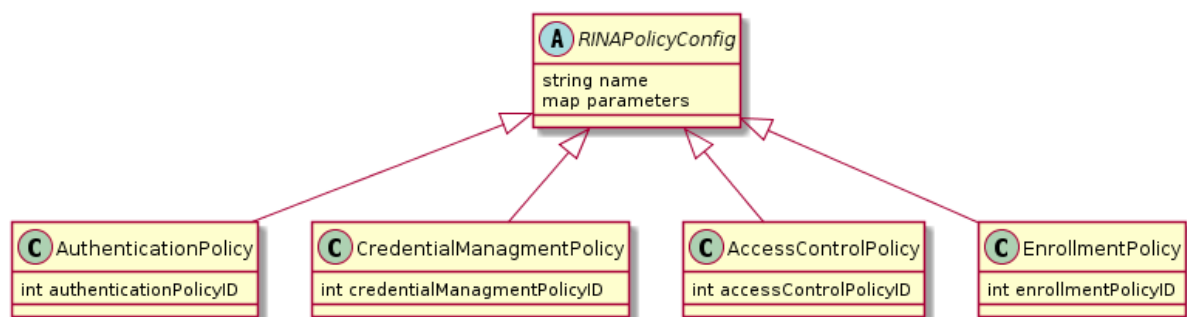 A RINAPolicyConfig
string name
map parameters
C AuthenticationPolicy
int authenticationPolicyID
C CredentialManagmentPolicy
int credentialManagmentPolicyID
C AccessControlPolicy
int accessControlPolicyID
C EnrollmentPolicy
int enrollmentPolicyID